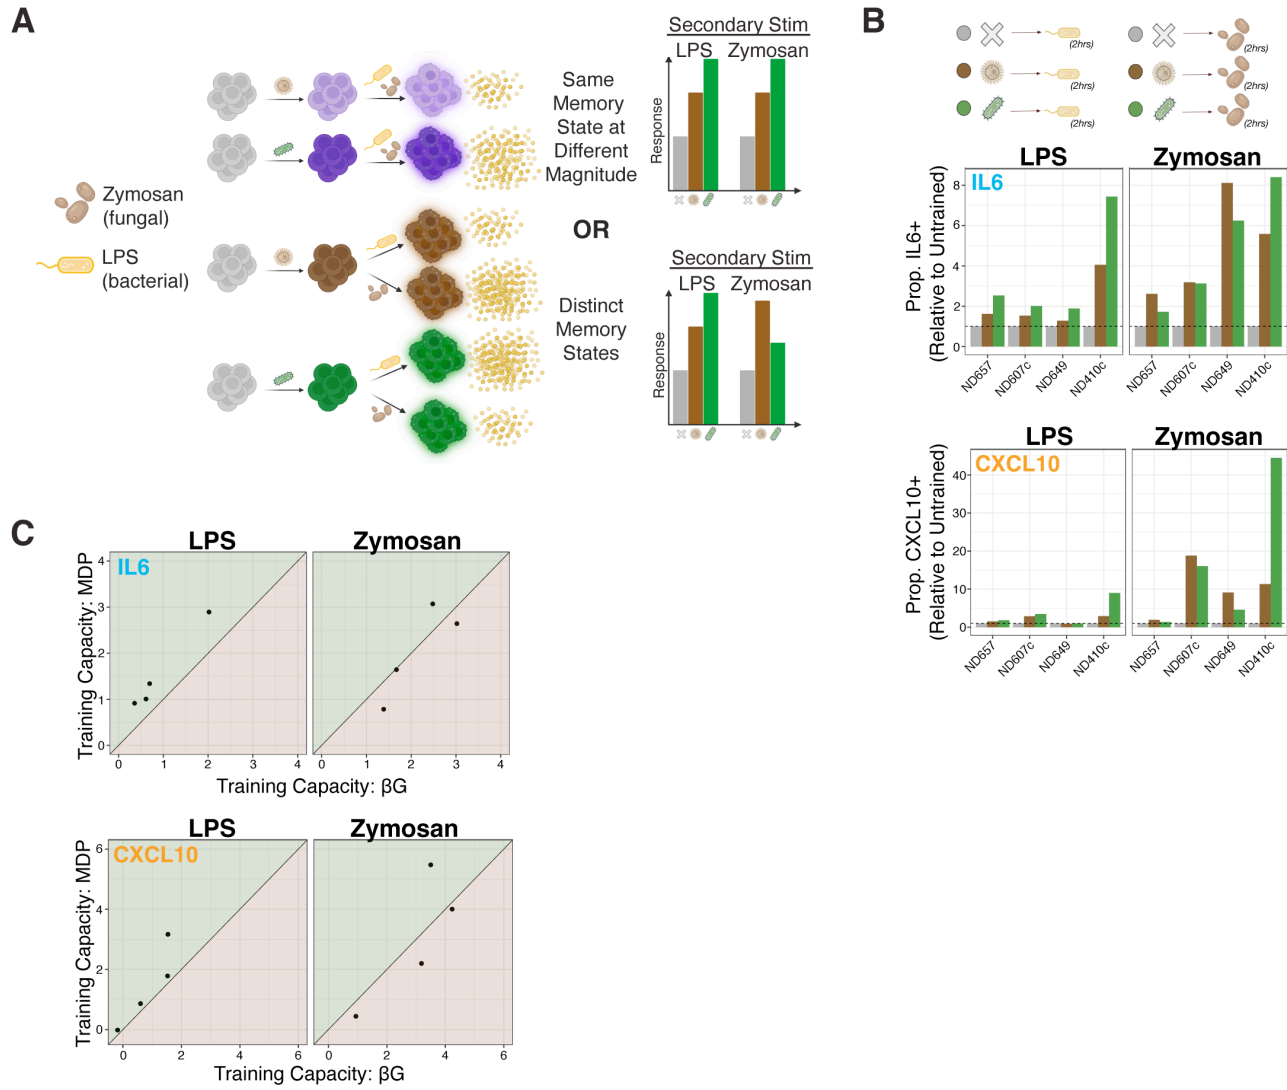 A
Zymosan
(fungal)
LPS
(bacterial)
Same
Memory
State at
Different
Magnitude
OR
Distinct
Memory
States
Secondary Stim
LPS
Zymosan
Response
Secondary Stim
LPS
Zymosan
Response
B
(2hrs)
(2hrs)
(2hrs)
(2hrs)
(2hrs)
(2hrs)
LPS
Zymosan
IL6
Prop. IL6+
(Relative to Untrained)
8
6
4
2
0
ND657
ND607c
ND649
ND410c
ND657
ND607c
ND649
ND410c
LPS
Zymosan
CXCL10
Prop. CXCL10+
(Relative to Untrained)
40
30
20
10
0
ND657
ND607c
ND649
ND410c
ND657
ND607c
ND649
ND410c
C
LPS
Zymosan
IL6
Training Capacity: MDP
4
3
2
1
0
0
1
2
3
4
0
1
2
3
4
Training Capacity: βG
LPS
Zymosan
CXCL10
Training Capacity: MDP
6
4
2
0
0
2
4
6
0
2
4
6
Training Capacity: βG